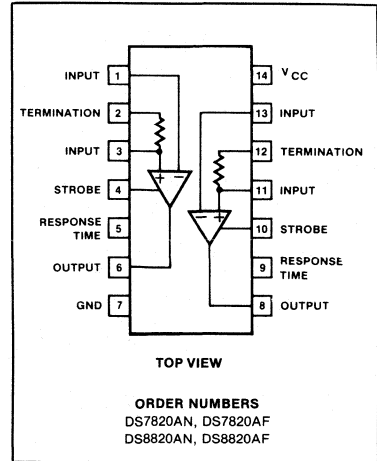 INPUT 1
14 VCC
TERMINATION 2
13 INPUT
INPUT 3
12 TERMINATION
STROBE 4
11 INPUT
RESPONSE
TIME 5
10 STROBE
OUTPUT 6
9 RESPONSE
TIME
GND 7
8 OUTPUT
+ −
− +
TOP VIEW
ORDER NUMBERS
DS7820AN, DS7820AF
DS8820AN, DS8820AF